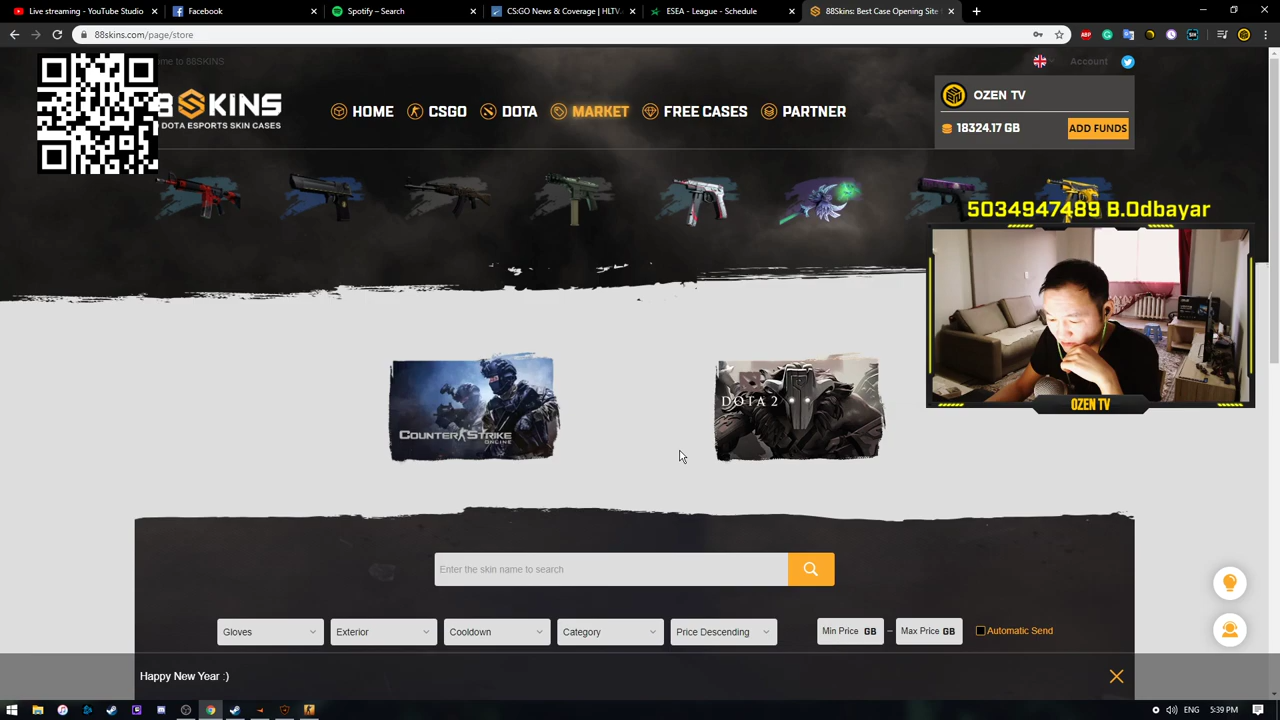 Live streaming - YouTube Studio
Facebook
Spotify – Search
CS:GO News & Coverage | HLTV
ESEA - League - Schedule
88Skins: Best Case Opening Site
88skins.com/page/store
me to 88SKINS
Account
8SKINS
DOTA ESPORTS SKIN CASES
HOME
CSGO
DOTA
MARKET
FREE CASES
PARTNER
OZEN TV
18324.17 GB
ADD FUNDS
5034947489 B.Odbayar
OZEN TV
COUNTER STRIKE
ONLINE
DOTA 2
Enter the skin name to search
Gloves
Exterior
Cooldown
Category
Price Descending
Min Price GB
–
Max Price GB
Automatic Send
Happy New Year :)
ENG
5:39 PM